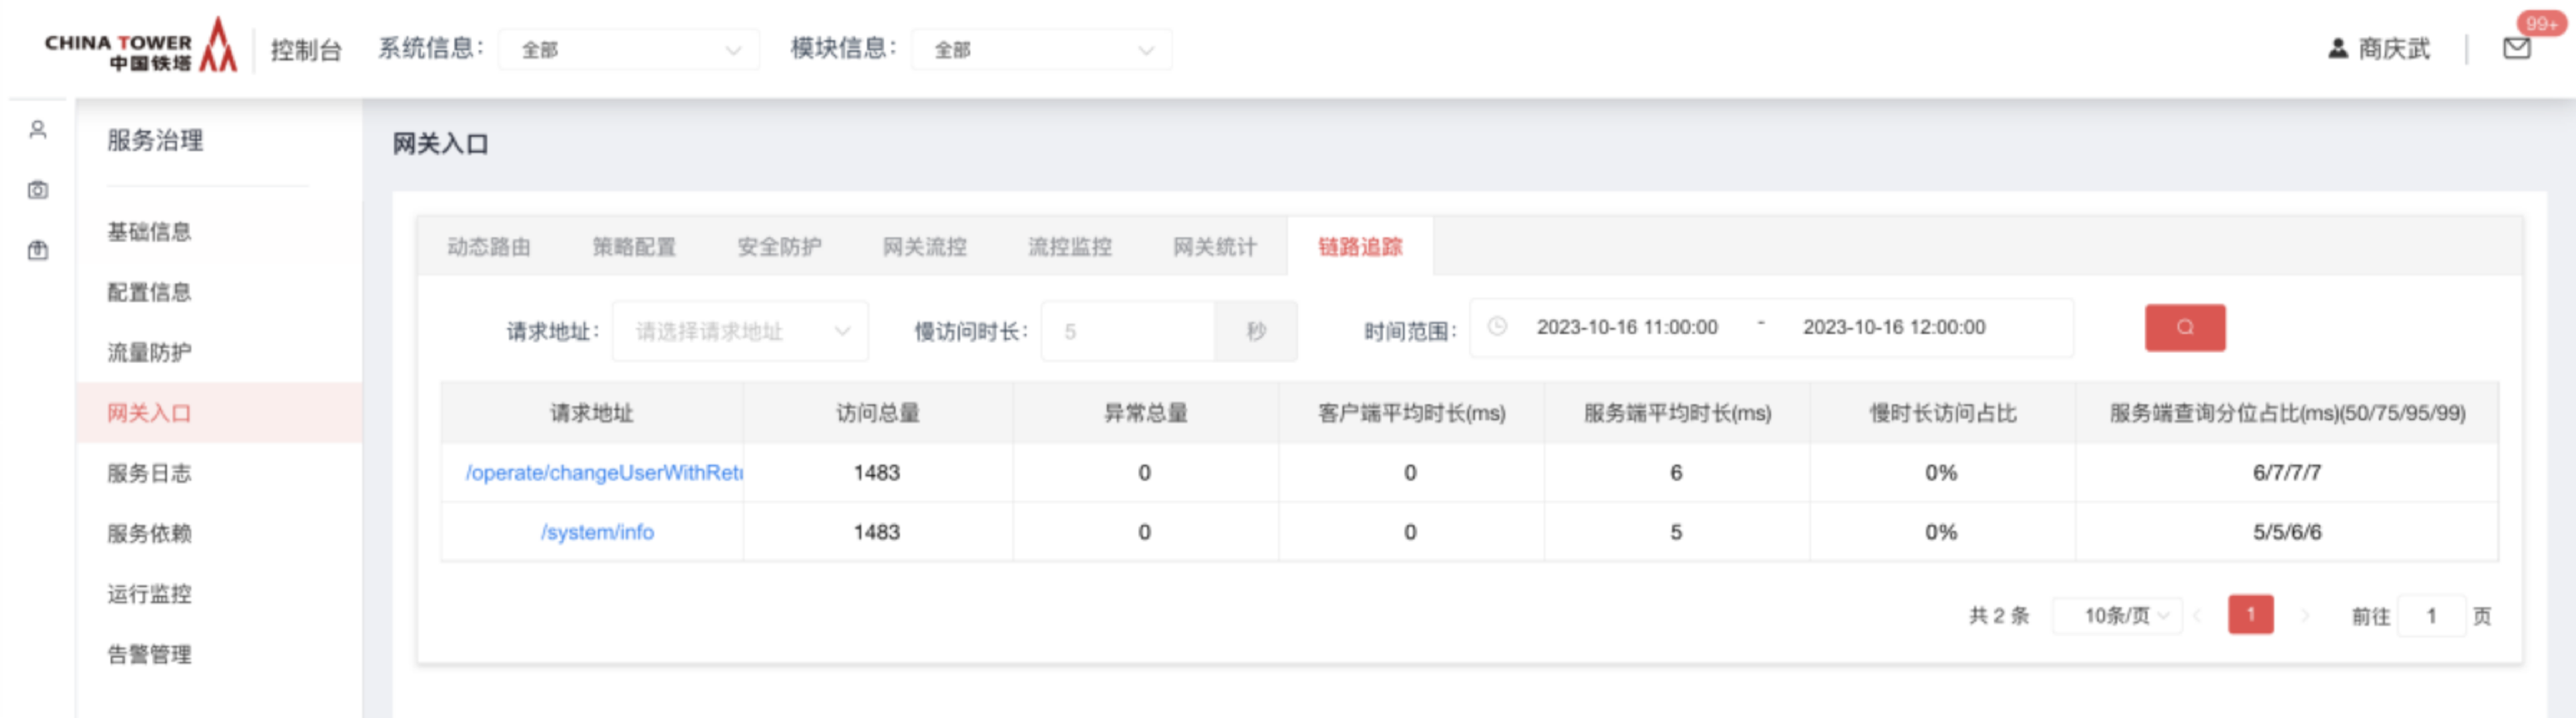 CHINA TOWER
中国铁塔
控制台
系统信息：
全部
模块信息：
全部
商庆武
99+
服务治理
基础信息
配置信息
流量防护
网关入口
服务日志
服务依赖
运行监控
告警管理
网关入口
动态路由 策略配置 安全防护 网关流控 流控监控 网关统计 链路追踪
请求地址： 请选择请求地址 慢访问时长： 5 秒 时间范围： 2023-10-16 11:00:00 - 2023-10-16 12:00:00
请求地址 访问总量 异常总量 客户端平均时长(ms) 服务端平均时长(ms) 慢时长访问占比 服务端查询分位占比(ms)(50/75/95/99)
/operate/changeUserWithRetu 1483 0 0 6 0% 6/7/7/7
/system/info 1483 0 0 5 0% 5/5/6/6
共 2 条 10条/页 1 前往 1 页